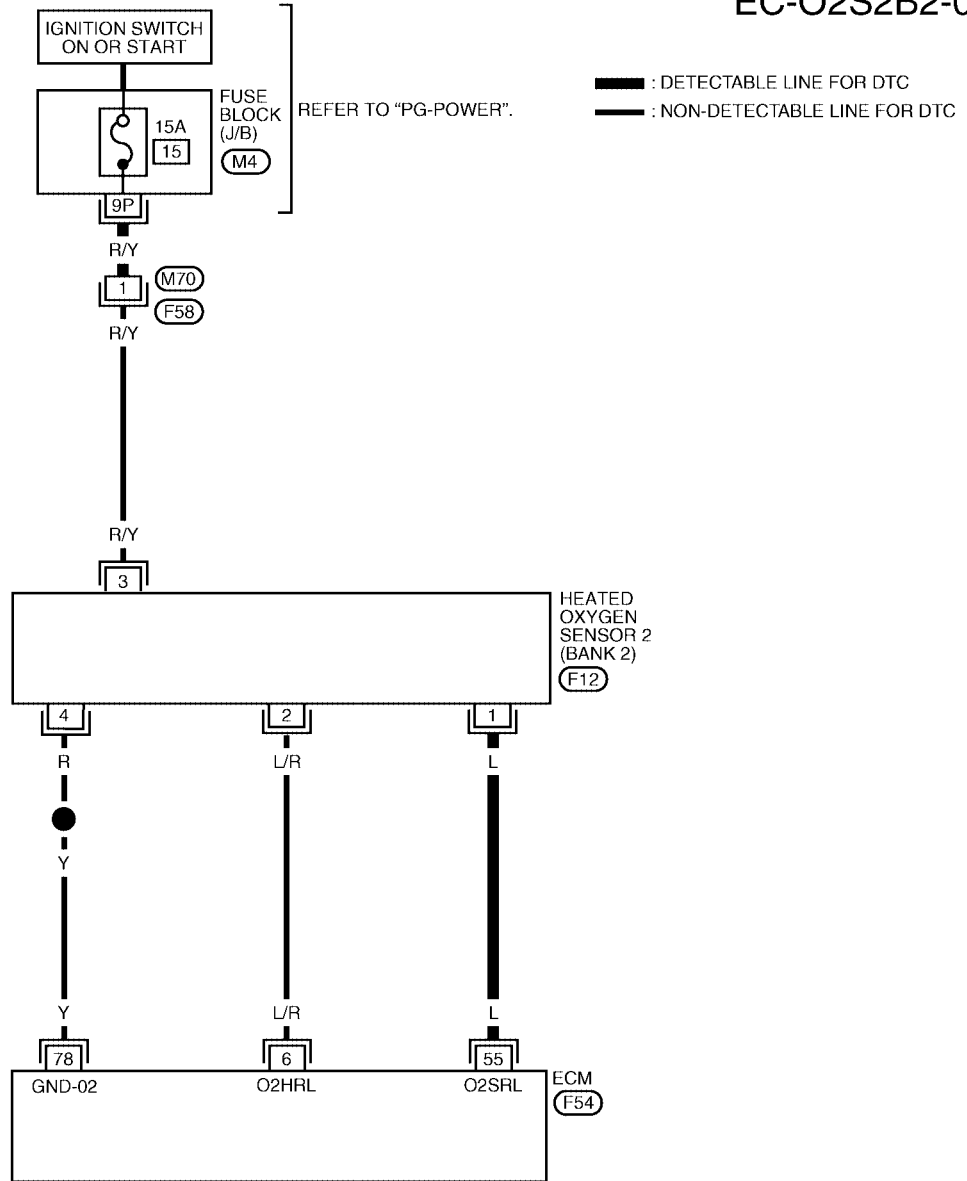 EC-O2S2B2-0
IGNITION SWITCH
ON OR START
FUSE
BLOCK
(J/B)
M4
REFER TO “PG-POWER”.
15A
15
: DETECTABLE LINE FOR DTC
: NON-DETECTABLE LINE FOR DTC
9P
R/Y
1
M70
F58
R/Y
R/Y
3
HEATED
OXYGEN
SENSOR 2
(BANK 2)
F12
4 2 1
R L/R L
Y
Y L/R L
78 6 55
GND-02 O2HRL O2SRL
ECM
F54